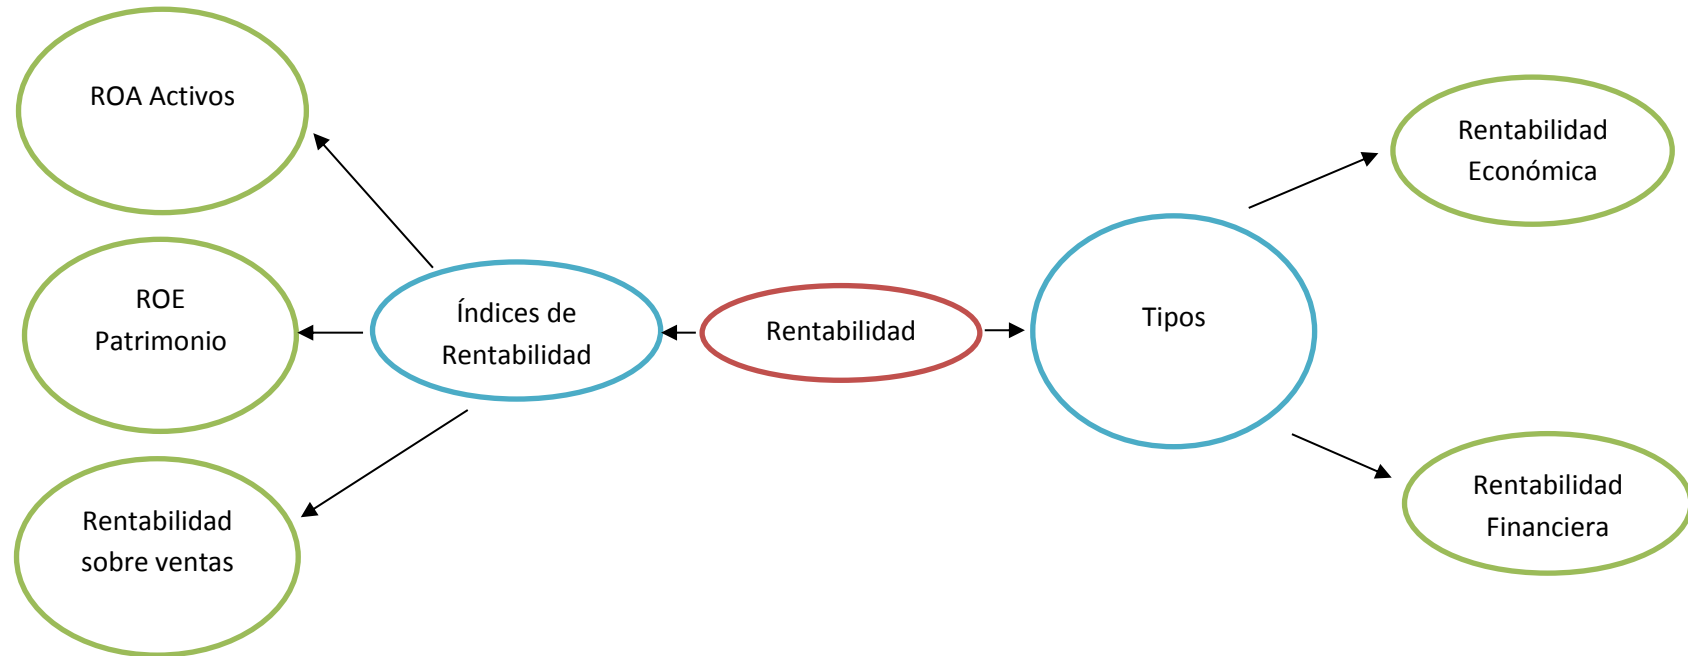 ROA Activos
ROE
Patrimonio
Rentabilidad
sobre ventas
Índices de
Rentabilidad
Rentabilidad
Tipos
Rentabilidad
Económica
Rentabilidad
Financiera